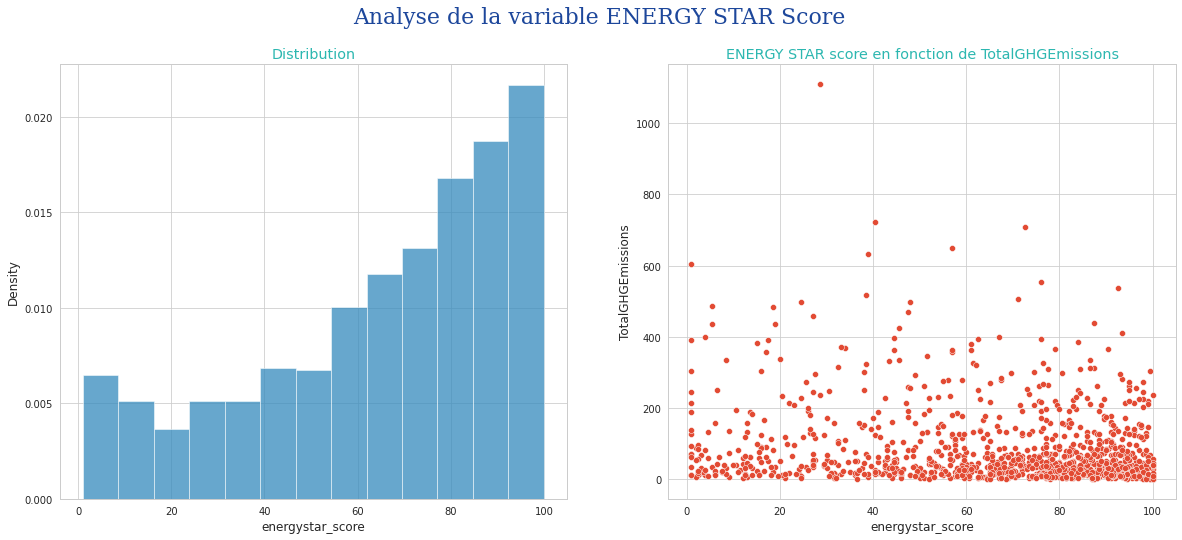 Analyse de la variable ENERGY STAR Score
Distribution
0.020
0.015
0.010
0.005
0.000
Density
0 20 40 60 80 100
energystar_score
ENERGY STAR score en fonction de TotalGHGEmissions
1000
800
600
400
200
0
TotalGHGEmissions
0 20 40 60 80 100
energystar_score